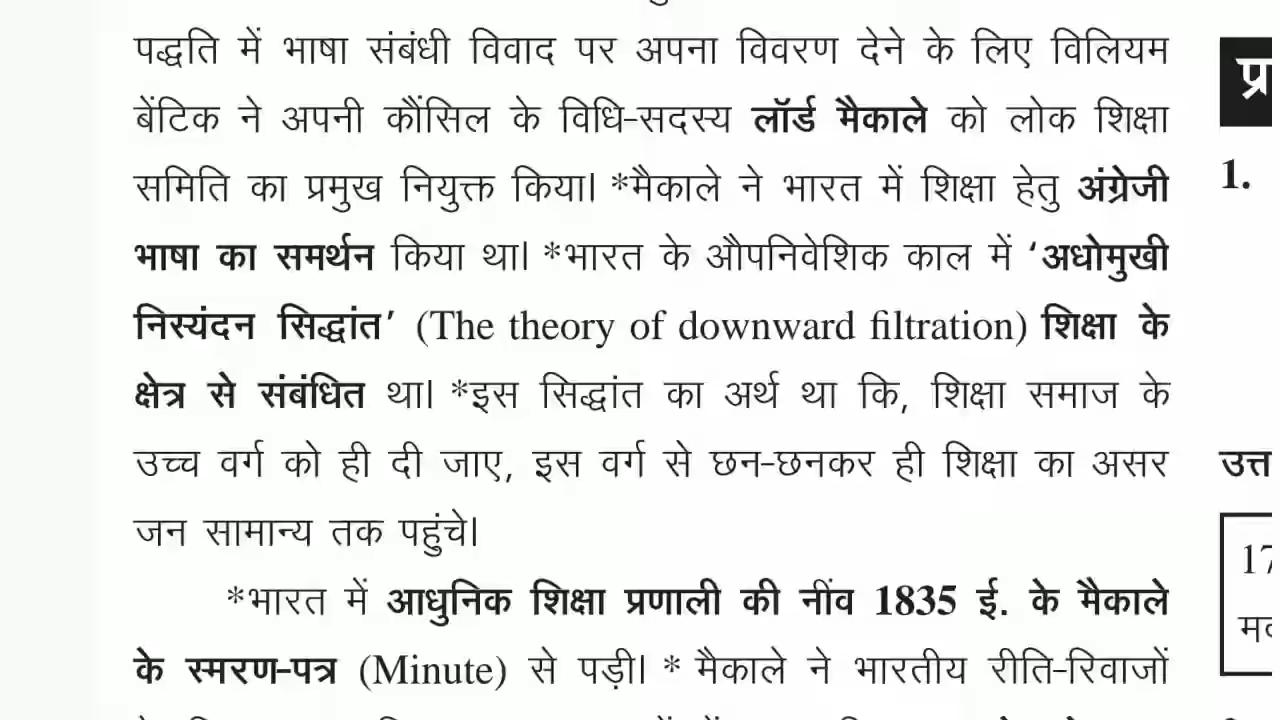 पद्धति में भाषा संबंधी विवाद पर अपना विवरण देने के लिए विलियम
बेंटिक ने अपनी कौंसिल के विधि-सदस्य लॉर्ड मैकाले को लोक शिक्षा
समिति का प्रमुख नियुक्त किया। *मैकाले ने भारत में शिक्षा हेतु अंग्रेजी
भाषा का समर्थन किया था। *भारत के औपनिवेशिक काल में ‘अधोमुखी
निस्यंदन सिद्धांत’ (The theory of downward filtration) शिक्षा के
क्षेत्र से संबंधित था। *इस सिद्धांत का अर्थ था कि, शिक्षा समाज के
उच्च वर्ग को ही दी जाए, इस वर्ग से छन-छनकर ही शिक्षा का असर
जन सामान्य तक पहुंचे।
*भारत में आधुनिक शिक्षा प्रणाली की नींव 1835 ई. के मैकाले
के स्मरण-पत्र (Minute) से पड़ी। * मैकाले ने भारतीय रीति-रिवाजों
प्र
1.
उत्त
17